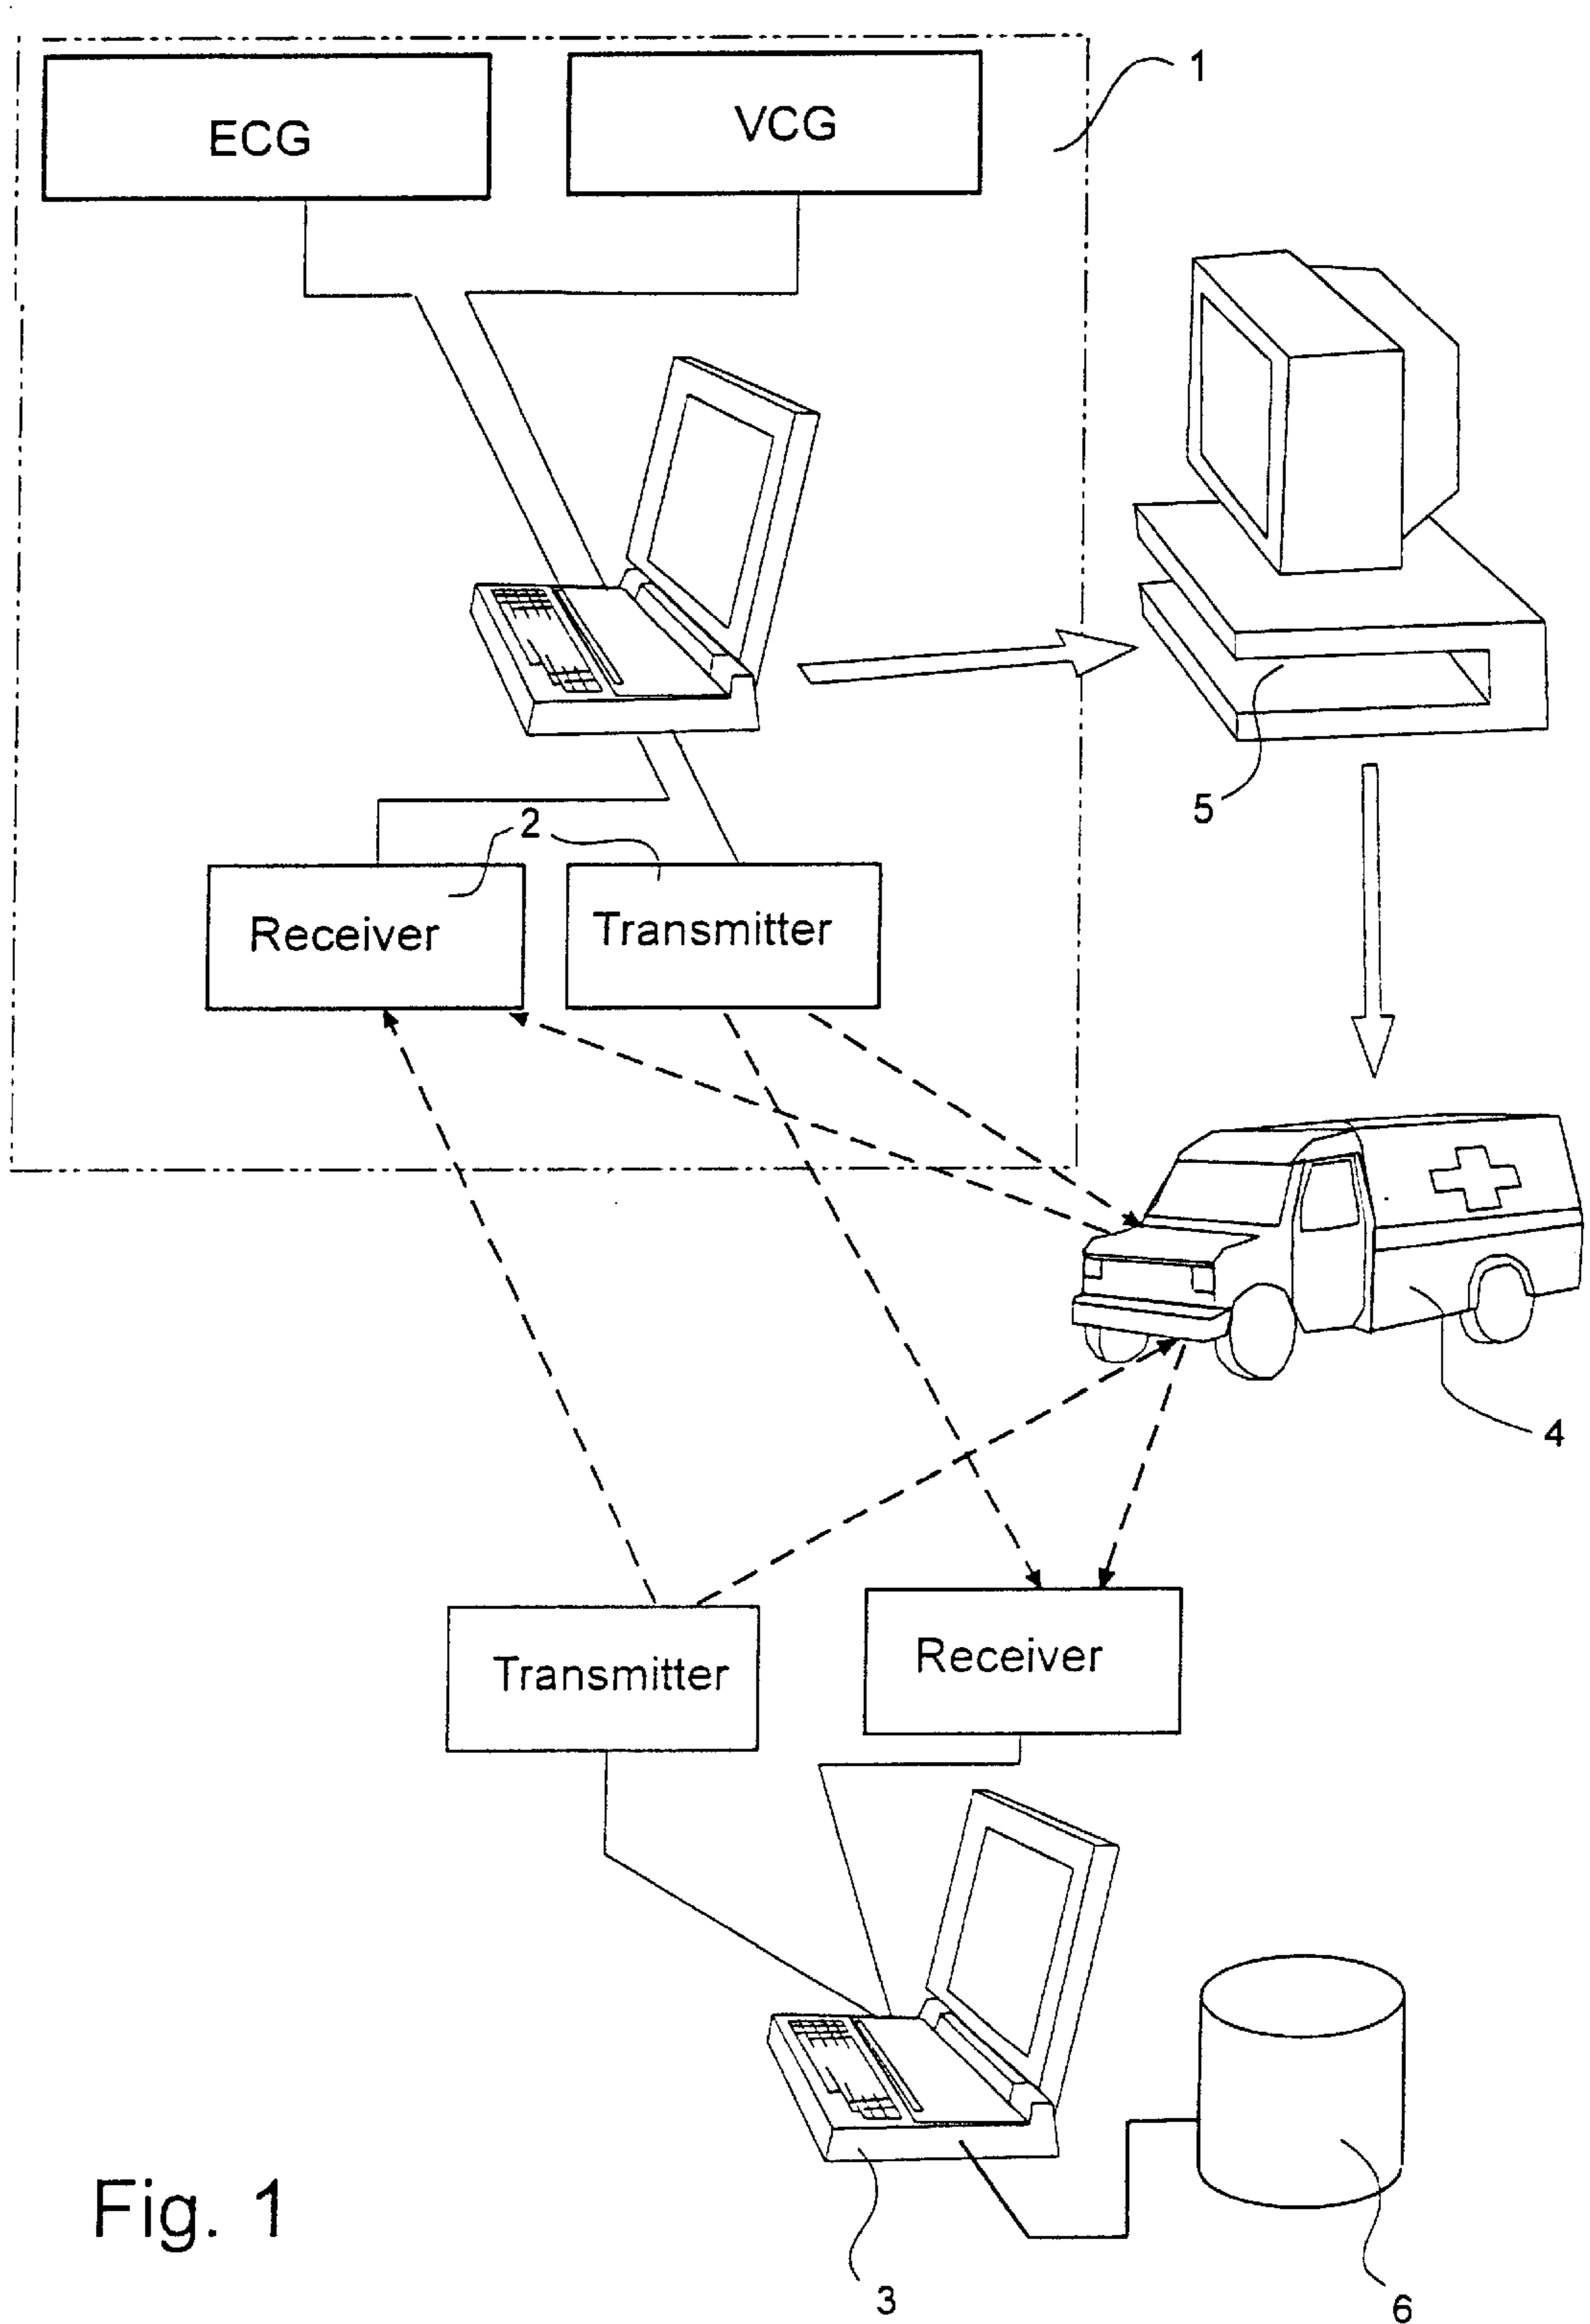 ECG
VCG
1
5
2
Receiver
Transmitter
4
Transmitter
Receiver
Fig. 1
3
6